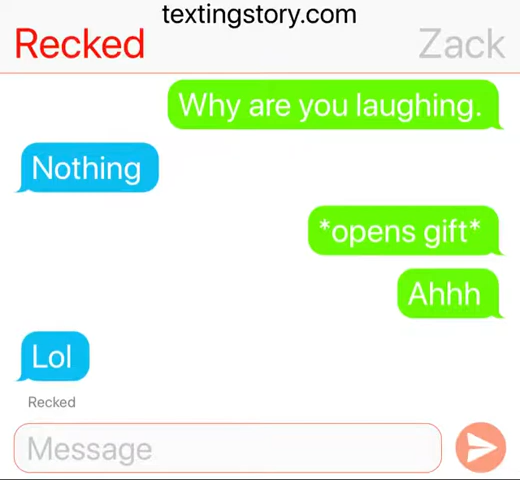 textingstory.com
Recked Zack
Why are you laughing.
Nothing
*opens gift*
Ahhh
Lol
Recked
Message